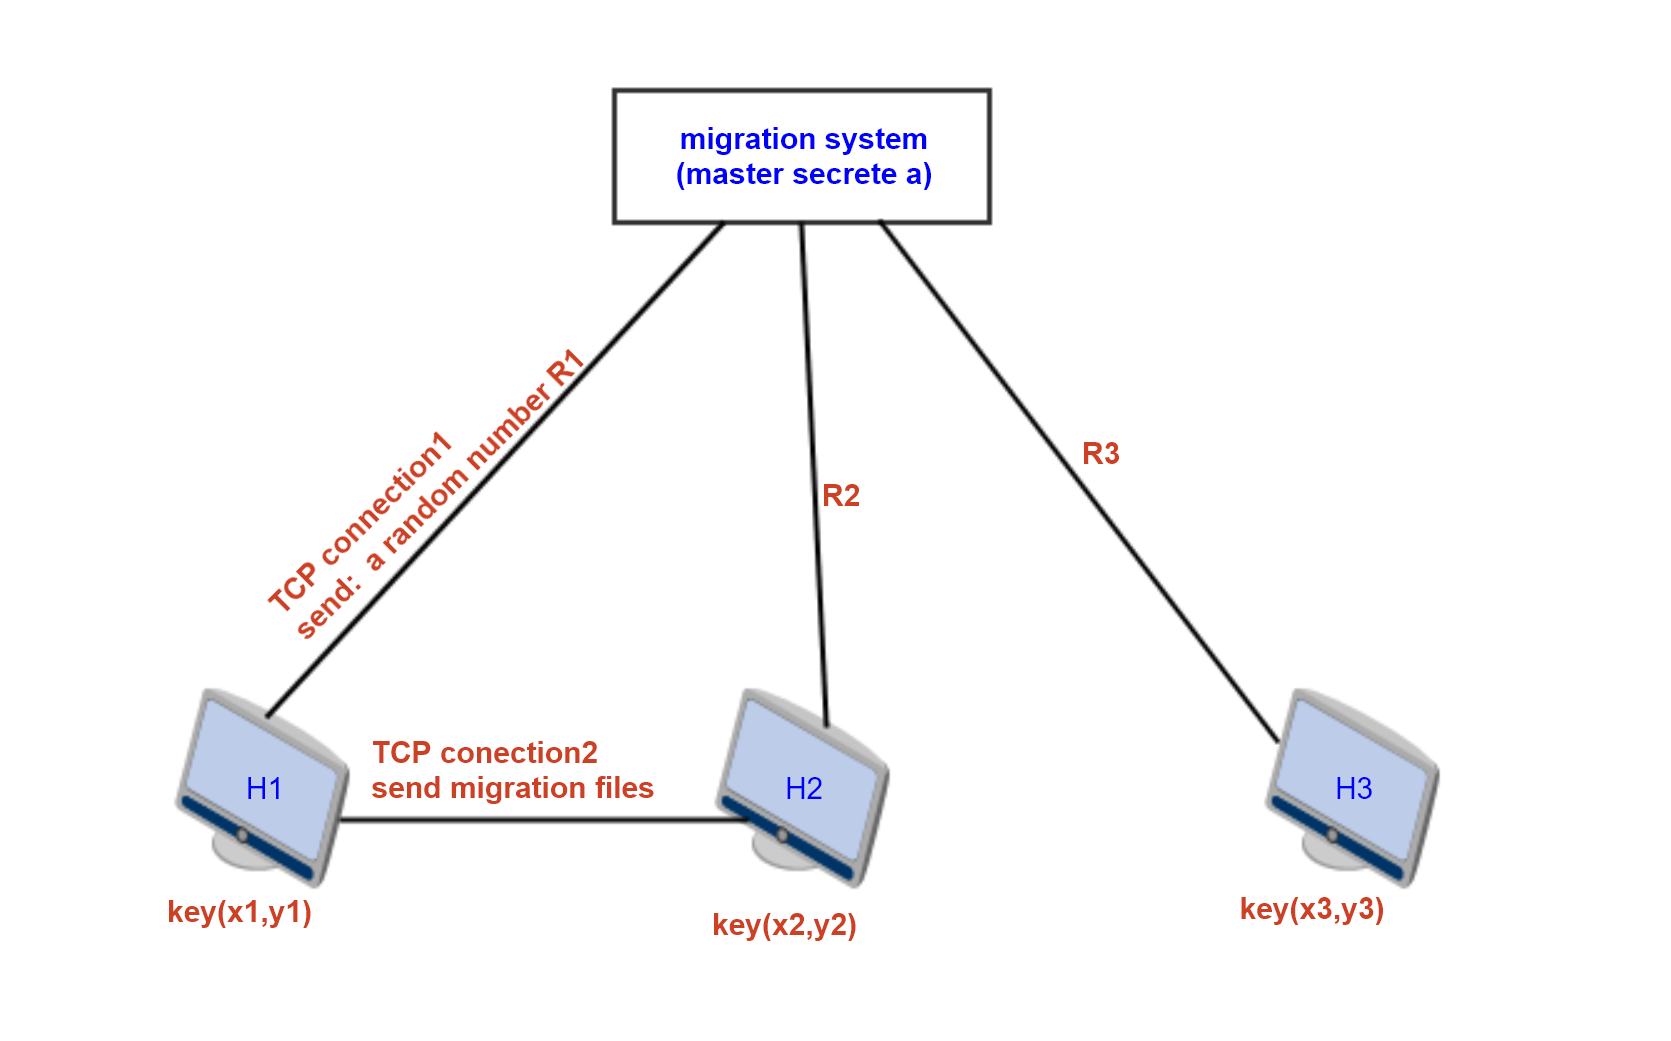 migration system
(master secrete a)
TCP connection1
send:  a random number R1
R2
R3
TCP conection2
send migration files
H1
H2
H3
key(x1,y1)
key(x2,y2)
key(x3,y3)